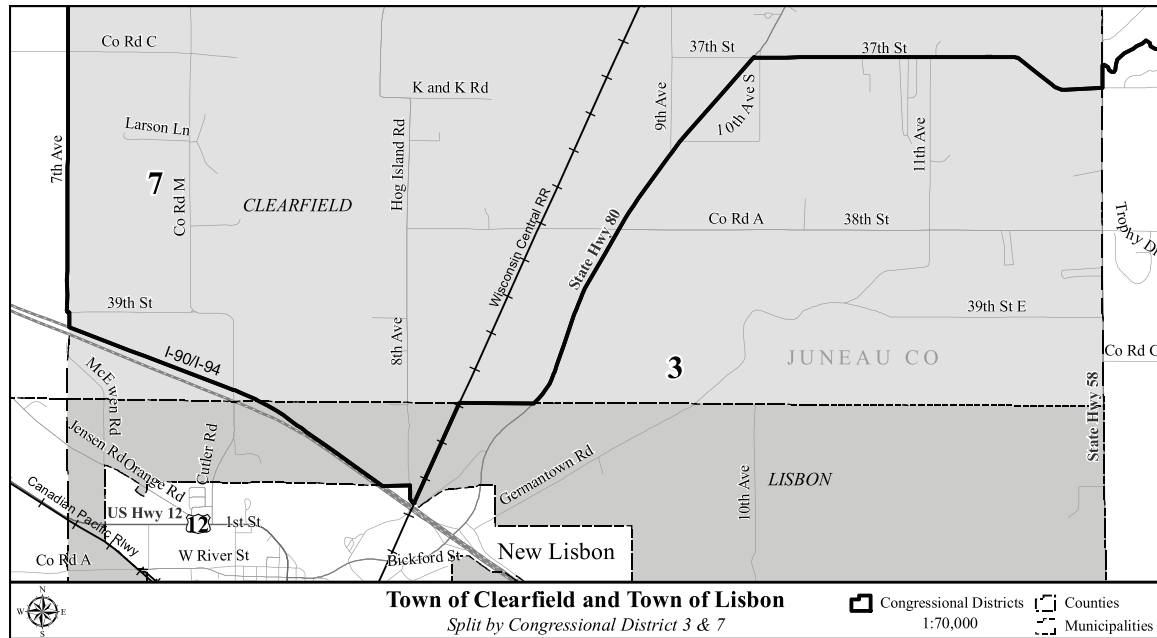 Co Rd C
37th St
37th St
K and K Rd
9th Ave
10th Ave S
Larson Ln
7th Ave
Hog Island Rd
11th Ave
7
Co Rd M
CLEARFIELD
Wisconsin Central RR
State Hwy 80
Co Rd A
38th St
Trophy Dr
39th St
39th St E
8th Ave
I-90/I-94
3
JUNEAU CO
Co Rd G
McEwen Rd
State Hwy 58
Jensen Rd
Orange Rd
Cutler Rd
Germantown Rd
10th Ave
LISBON
Canadian Pacific Rlwy
US Hwy 12
12
1st St
W River St
Co Rd A
Bickford St
New Lisbon
N
W
E
S
Town of Clearfield and Town of Lisbon
Split by Congressional District 3 & 7
Congressional Districts
1:70,000
Counties
Municipalities